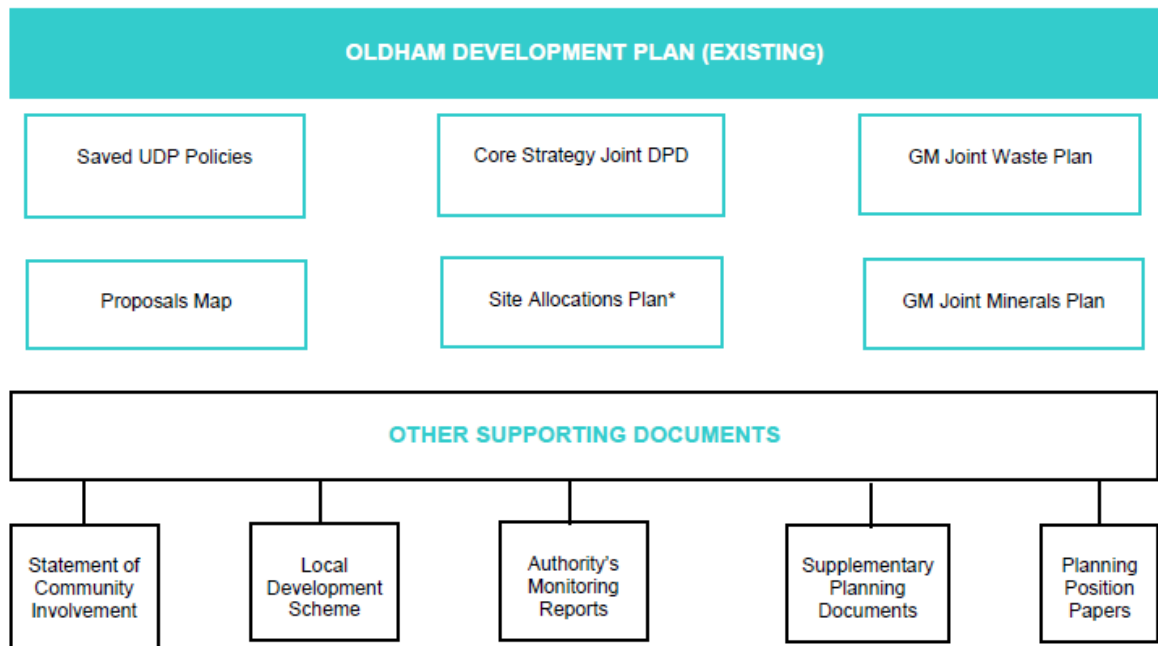 OLDHAM DEVELOPMENT PLAN (EXISTING)
Saved UDP Policies
Core Strategy Joint DPD
GM Joint Waste Plan
Proposals Map
Site Allocations Plan*
GM Joint Minerals Plan
OTHER SUPPORTING DOCUMENTS
Statement of
Community
Involvement
Local
Development
Scheme
Authority’s
Monitoring
Reports
Supplementary
Planning
Documents
Planning
Position
Papers